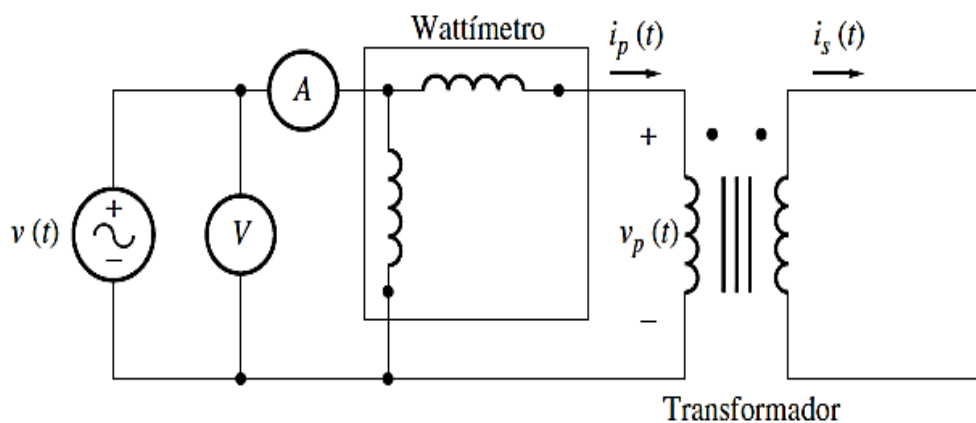 Wattímetro
i_p (t)
i_s (t)
A
+
v (t)
+
−
V
v_p (t)
−
Transformador